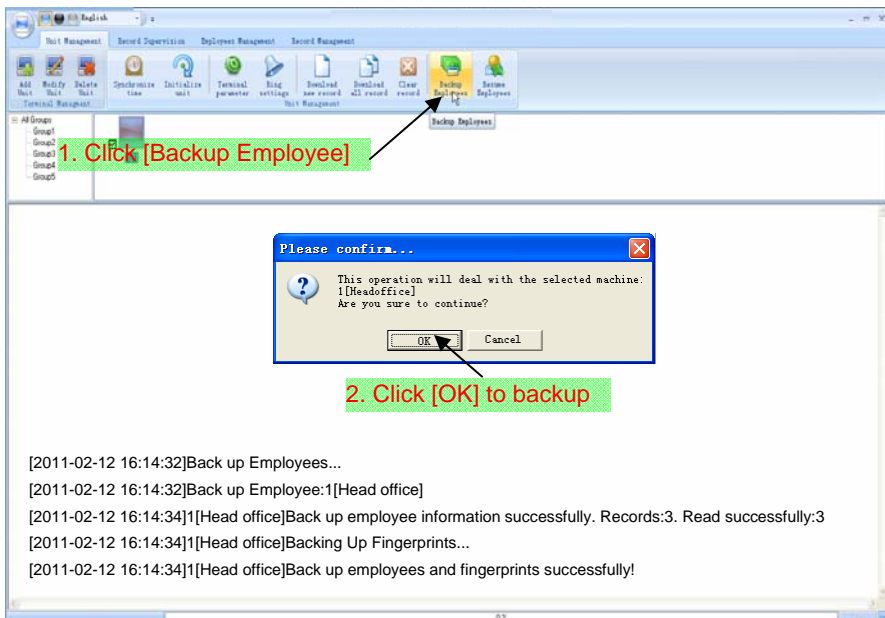 English
Unit Management Record Supervision Employees Management Record Management
Add Unit Modify Unit Delete Unit Synchronize time Initialize unit Terminal parameter Ring settings Download new record Download all record Clear record Backup Employees Resume Employees
Terminal Management Unit Management
Backup Employees
All Groups
Group1
Group2
Group3
Group4
Group5
1. Click [Backup Employee]
Please confirm...
This operation will deal with the selected machine:
1[Headoffice]
Are you sure to continue?
OK Cancel
2. Click [OK] to backup
[2011-02-12 16:14:32]Back up Employees...
[2011-02-12 16:14:32]Back up Employee:1[Head office]
[2011-02-12 16:14:34]1[Head office]Back up employee information successfully. Records:3. Read successfully:3
[2011-02-12 16:14:34]1[Head office]Backing Up Fingerprints...
[2011-02-12 16:14:34]1[Head office]Back up employees and fingerprints successfully!